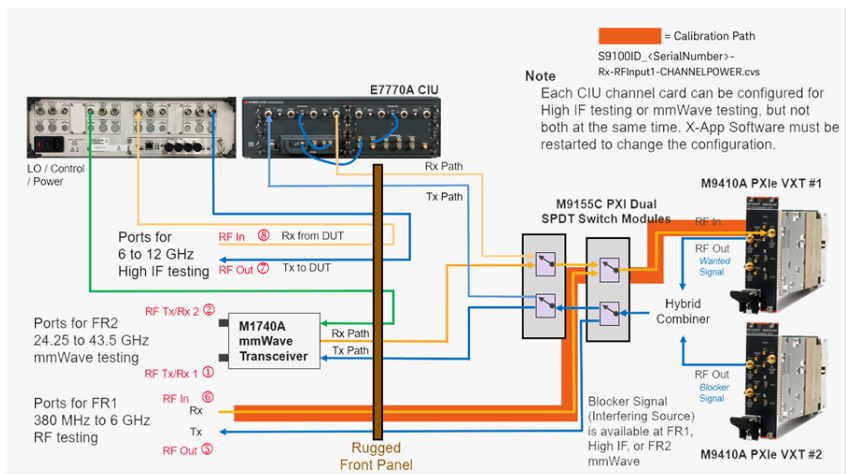 = Calibration Path
S9100ID_<SerialNumber>-
Rx-RFInput1-CHANNELPOWER.cvs
Note
Each CIU channel card can be configured for
High IF testing or mmWave testing, but not
both at the same time. X-App Software must be
restarted to change the configuration.
E7770A CIU
LO / Control
/ Power
Rx Path
Tx Path
M9155C PXI Dual
SPDT Switch Modules
M9410A PXIe VXT #1
RF In
RF Out
Wanted
Signal
Ports for
6 to 12 GHz
High IF testing
RF In ⑧ Rx from DUT
RF Out ⑦ Tx to DUT
Hybrid
Combiner
Ports for FR2
24.25 to 43.5 GHz
mmWave testing
RF Tx/Rx 2 ②
M1740A
mmWave
Transceiver
Rx Path
Tx Path
RF Tx/Rx 1 ①
RF Out
Blocker
Signal
Ports for FR1
380 MHz to 6 GHz
RF testing
RF In ⑥
Rx
Tx
RF Out ⑤
Blocker Signal
(Interfering Source)
is available at FR1,
High IF, or FR2
mmWave
M9410A PXIe VXT #2
Rugged
Front Panel